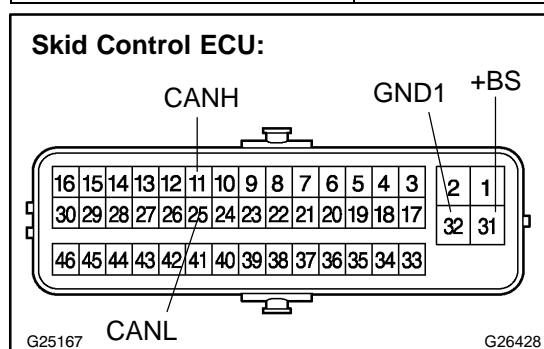 Skid Control ECU:
CANH
GND1
+BS
16 15 14 13 12 11 10 9 8 7 6 5 4 3
2 1
30 29 28 27 26 25 24 23 22 21 20 19 18 17
32 31
46 45 44 43 42 41 40 39 38 37 36 35 34 33
CANL
G25167
G26428